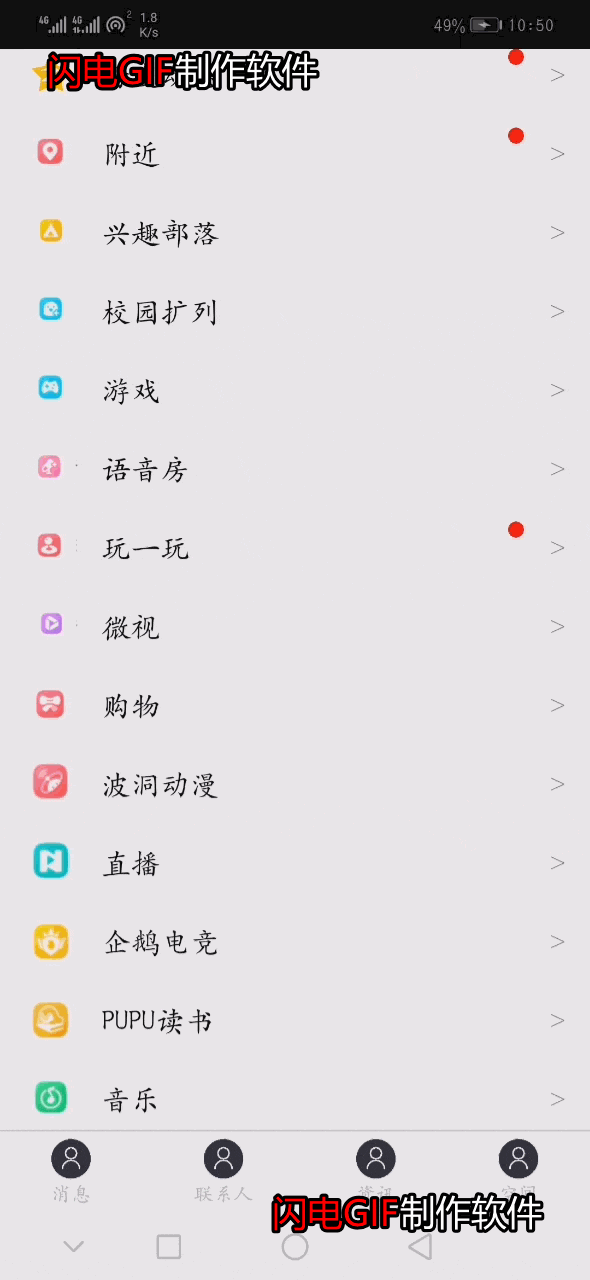 4G 4G 2 1.8 K/s 49% 10:50
闪电GIF制作软件
附近 >
兴趣部落 >
校园扩列 >
游戏 >
语音房 >
玩一玩 >
微视 >
购物 >
波洞动漫 >
直播 >
企鹅电竞 >
PUPU读书 >
音乐 >
消息 联系人
闪电GIF制作软件